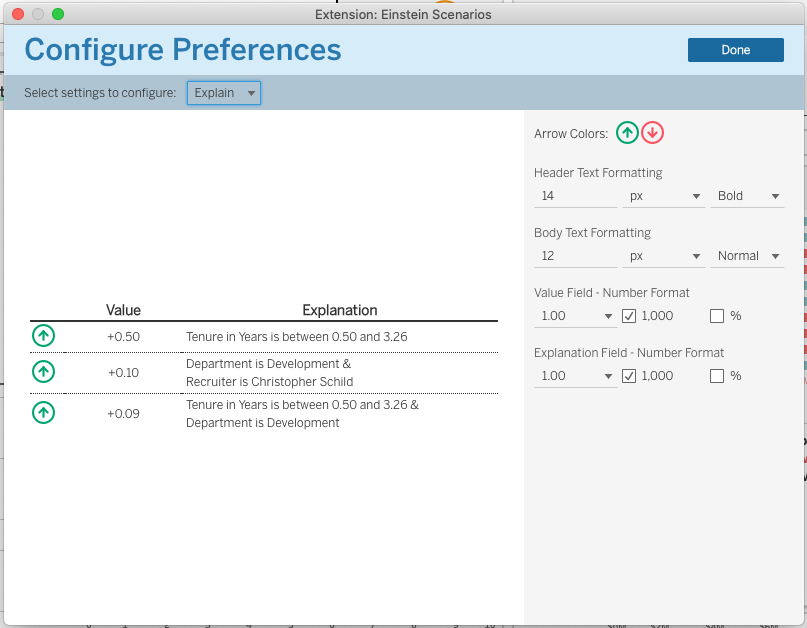 Extension: Einstein Scenarios
Configure Preferences
Done
Select settings to configure: Explain
Arrow Colors:
Header Text Formatting
14 px Bold
Body Text Formatting
12 px Normal
Value Field - Number Format
1.00 1,000 %
Explanation Field - Number Format
1.00 1,000 %
Value Explanation
+0.50 Tenure in Years is between 0.50 and 3.26
+0.10 Department is Development &
Recruiter is Christopher Schild
+0.09 Tenure in Years is between 0.50 and 3.26 &
Department is Development